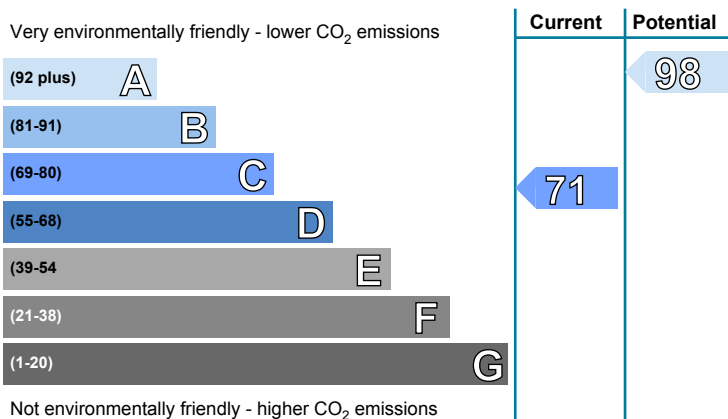 Current Potential
Very environmentally friendly - lower CO2 emissions
(92 plus) A 98
(81-91) B
(69-80) C 71
(55-68) D
(39-54 E
(21-38) F
(1-20) G
Not environmentally friendly - higher CO2 emissions